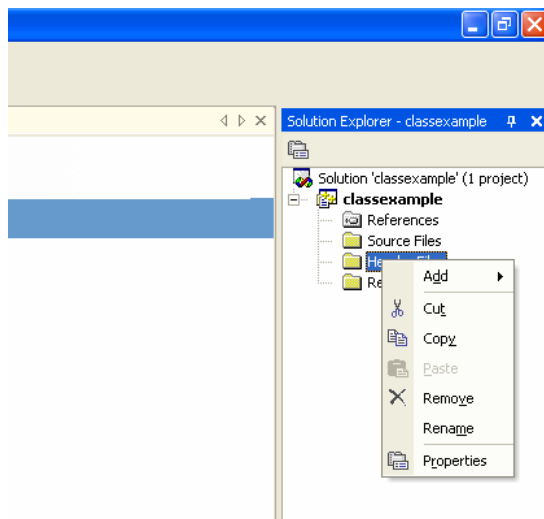 Solution Explorer - classexample
Solution 'classexample' (1 project)
classexample
References
Source Files
Add
Cut
Copy
Paste
Remove
Rename
Properties